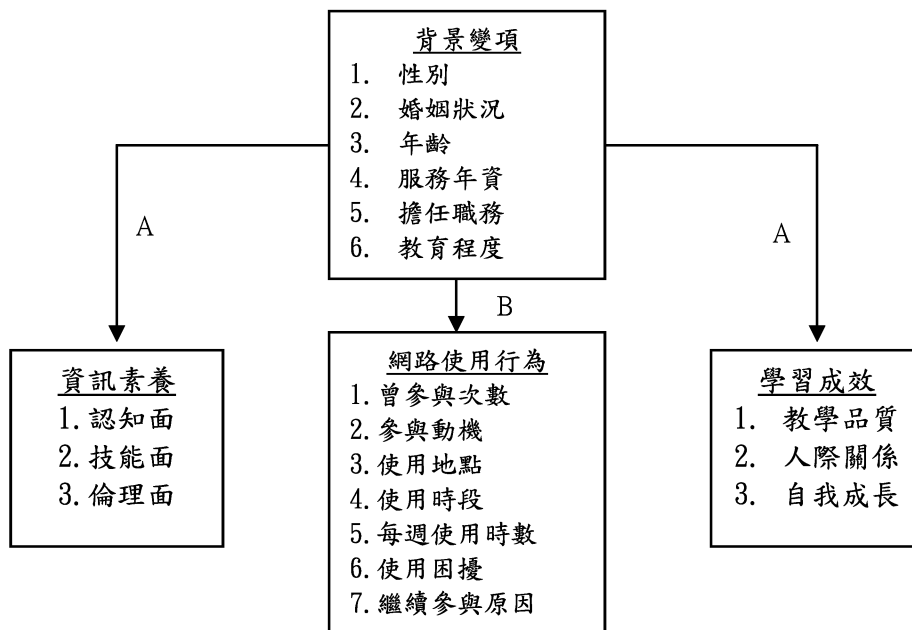 背景變項
1. 性別
2. 婚姻狀況
3. 年齡
4. 服務年資
5. 擔任職務
6. 教育程度
A
A
B
資訊素養
1.認知面
2.技能面
3.倫理面
網路使用行為
1.曾參與次數
2.參與動機
3.使用地點
4.使用時段
5.每週使用時數
6.使用困擾
7.繼續參與原因
學習成效
1. 教學品質
2. 人際關係
3. 自我成長